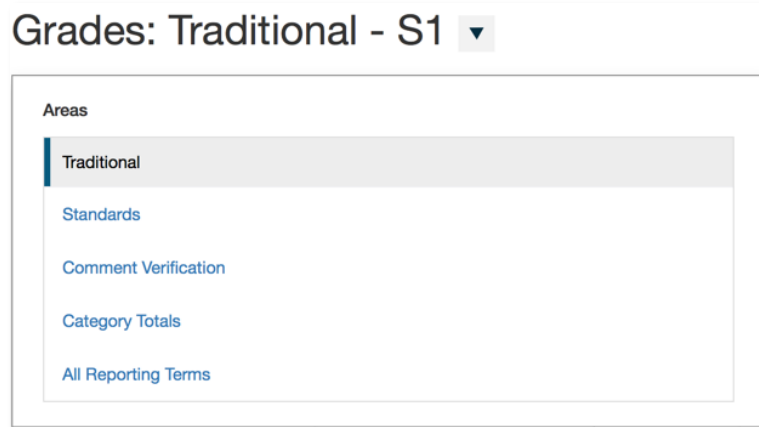 Grades: Traditional - S1
Areas
Traditional
Standards
Comment Verification
Category Totals
All Reporting Terms